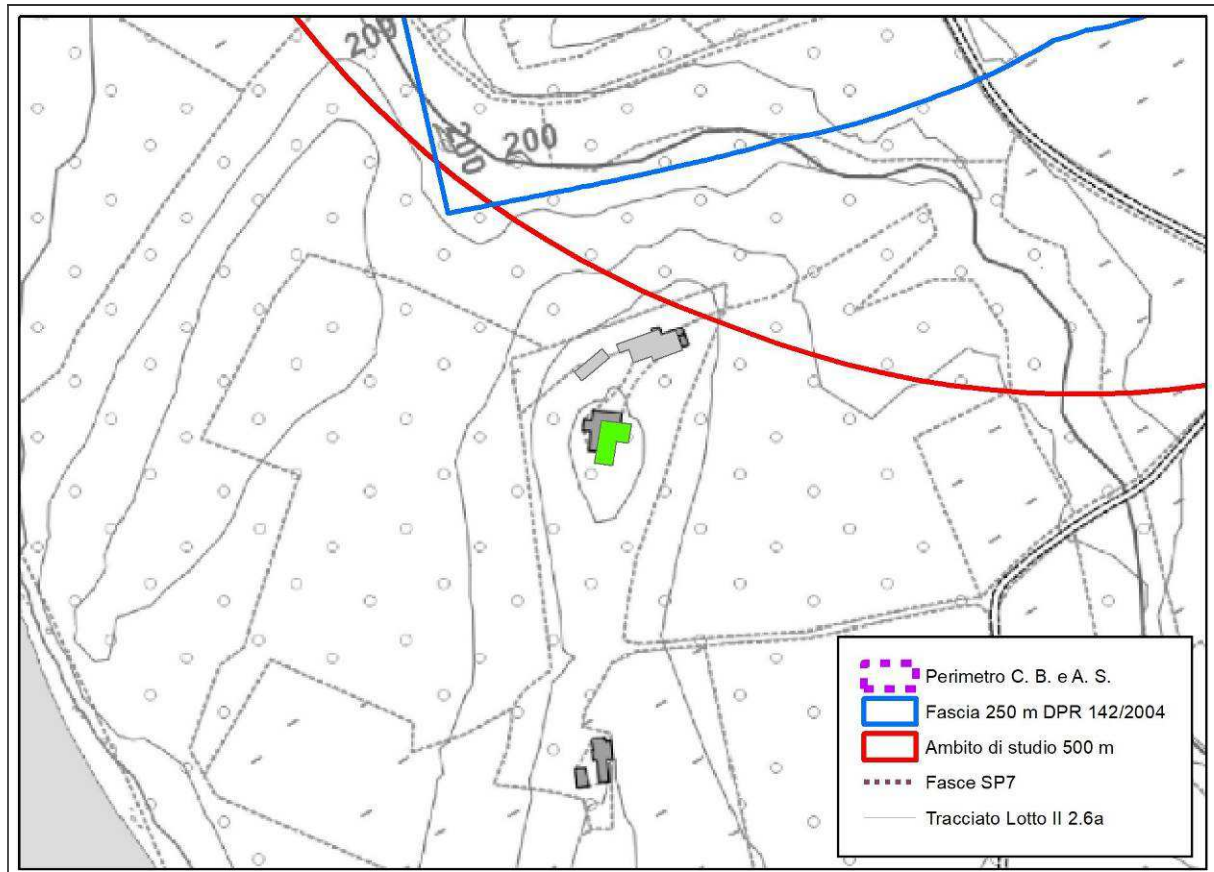 200
200
200
Perimetro C. B. e A. S.
Fascia 250 m DPR 142/2004
Ambito di studio 500 m
Fasce SP7
Tracciato Lotto II 2.6a